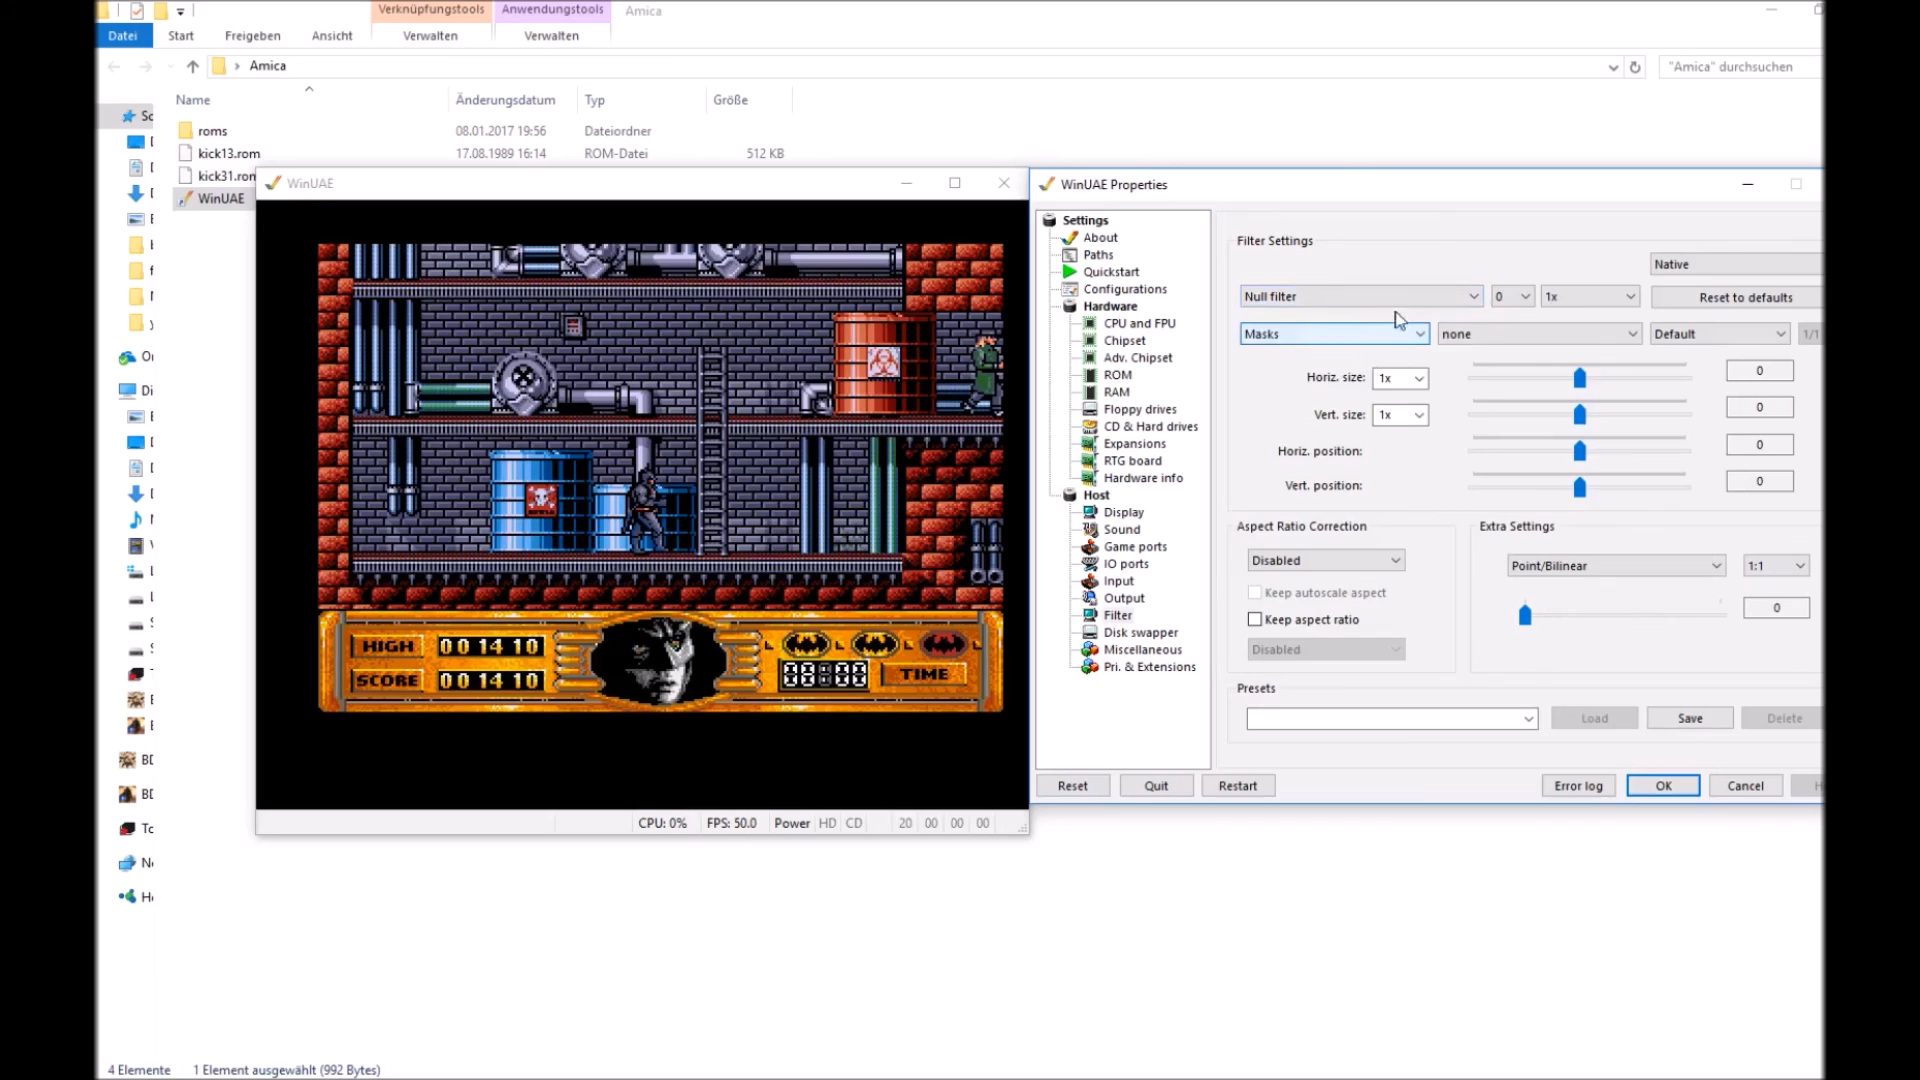 Verknüpfungstools
Anwendungstools
Amica
Datei
Start
Freigeben
Ansicht
Verwalten
Verwalten
Amica
"Amica" durchsuchen
Name
Änderungsdatum
Typ
Größe
roms
08.01.2017 19:56
Dateiordner
kick13.rom
17.08.1989 16:14
ROM-Datei
512 KB
kick31.rom
WinUAE
WinUAE
HIGH
00 14 10
SCORE
00 14 10
TIME
CPU: 0%
FPS: 50.0
Power
HD
CD
20
00
00
00
WinUAE Properties
Settings
About
Paths
Quickstart
Configurations
Hardware
CPU and FPU
Chipset
Adv. Chipset
ROM
RAM
Floppy drives
CD & Hard drives
Expansions
RTG board
Hardware info
Host
Display
Sound
Game ports
IO ports
Input
Output
Filter
Disk swapper
Miscellaneous
Pri. & Extensions
Filter Settings
Native
Null filter
0
1x
Reset to defaults
Masks
none
Default
1/1
Horiz. size:
1x
0
Vert. size:
1x
0
Horiz. position:
0
Vert. position:
0
Aspect Ratio Correction
Disabled
Keep autoscale aspect
Keep aspect ratio
Disabled
Extra Settings
Point/Bilinear
1:1
0
Presets
Load
Save
Delete
Reset
Quit
Restart
Error log
OK
Cancel
4 Elemente
1 Element ausgewählt (992 Bytes)